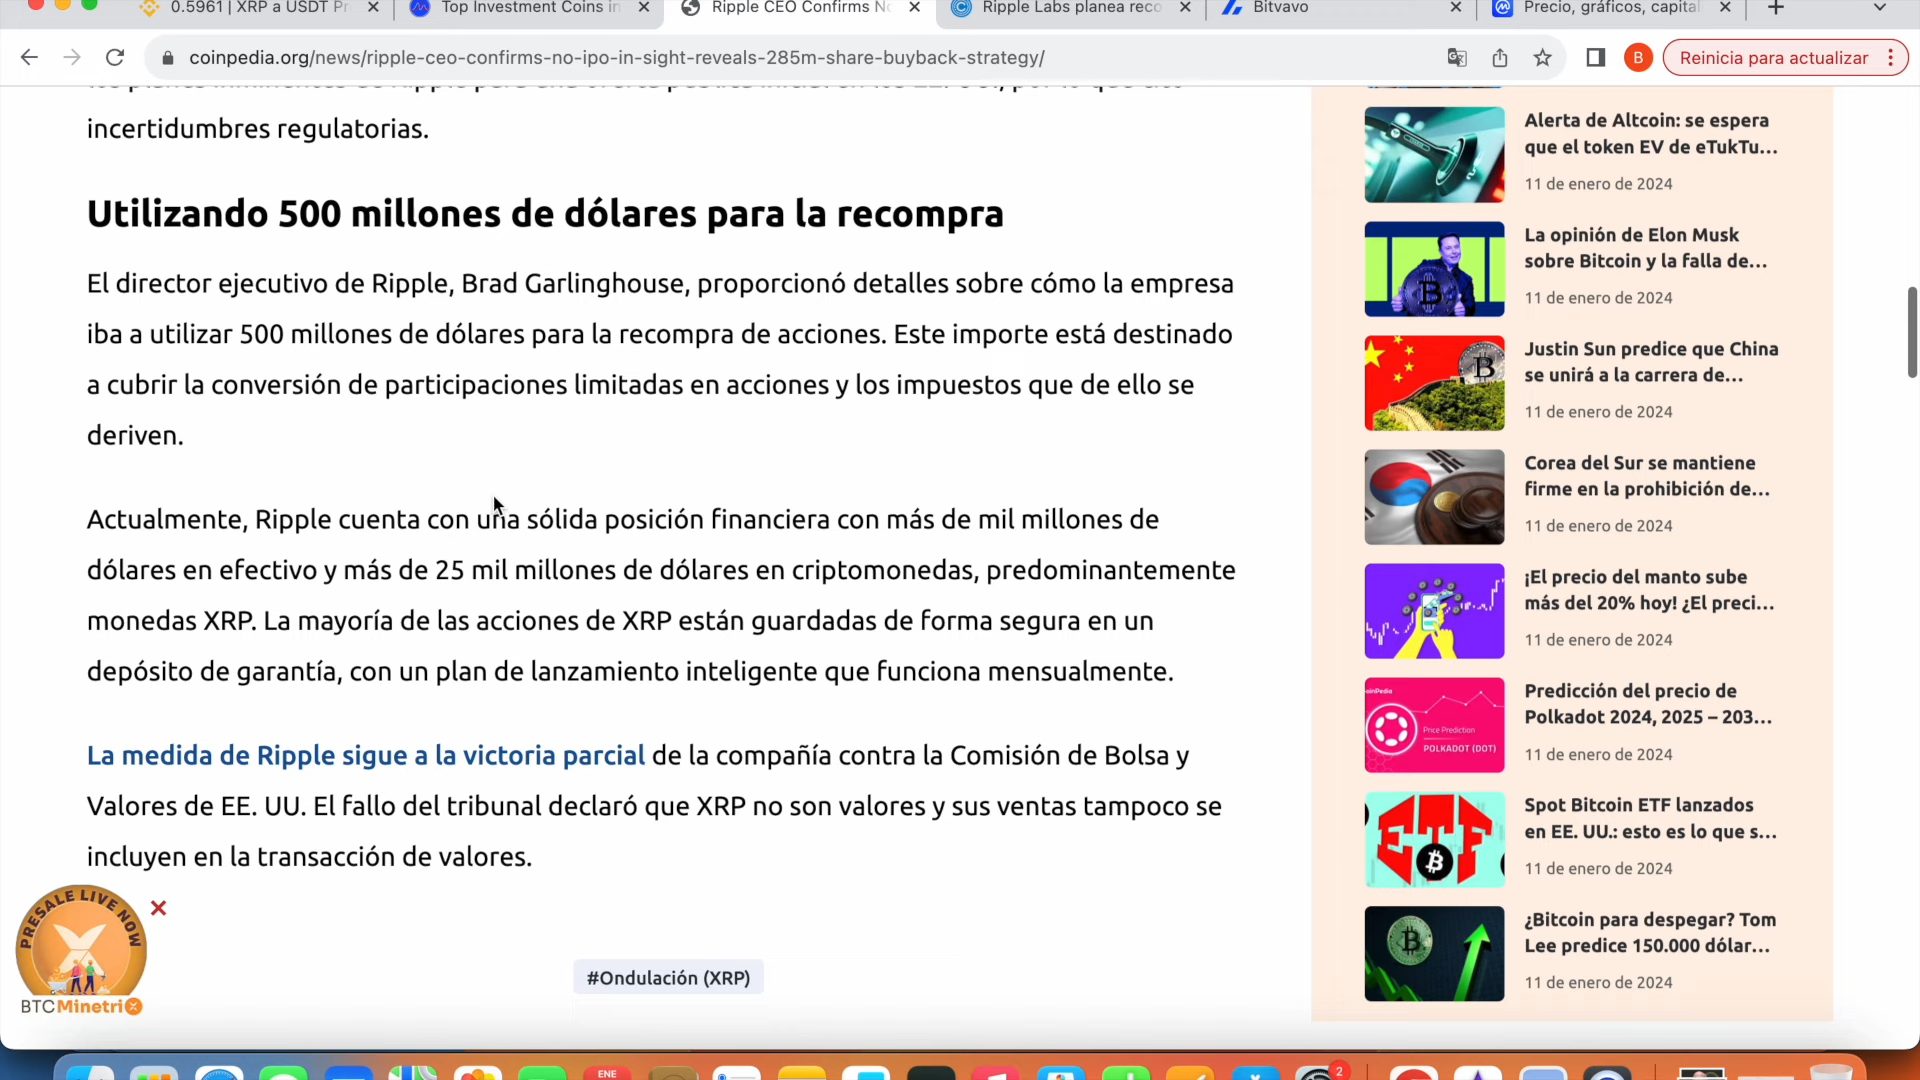 0.5961 | XRP a USDT
Top Investment Coins in
Ripple CEO Confirms No
Ripple Labs planea reco
Bitvavo
Precio, gráficos, capital
coinpedia.org/news/ripple-ceo-confirms-no-ipo-in-sight-reveals-285m-share-buyback-strategy/
B
Reinicia para actualizar
incertidumbres regulatorias.
Utilizando 500 millones de dólares para la recompra
El director ejecutivo de Ripple, Brad Garlinghouse, proporcionó detalles sobre cómo la empresa
iba a utilizar 500 millones de dólares para la recompra de acciones. Este importe está destinado
a cubrir la conversión de participaciones limitadas en acciones y los impuestos que de ello se
deriven.
Actualmente, Ripple cuenta con una sólida posición financiera con más de mil millones de
dólares en efectivo y más de 25 mil millones de dólares en criptomonedas, predominantemente
monedas XRP. La mayoría de las acciones de XRP están guardadas de forma segura en un
depósito de garantía, con un plan de lanzamiento inteligente que funciona mensualmente.
La medida de Ripple sigue a la victoria parcial de la compañía contra la Comisión de Bolsa y
Valores de EE. UU. El fallo del tribunal declaró que XRP no son valores y sus ventas tampoco se
incluyen en la transacción de valores.
PRESALE LIVE NOW
BTCMinetrix
#Ondulación (XRP)
Alerta de Altcoin: se espera
que el token EV de eTukTu...
11 de enero de 2024
La opinión de Elon Musk
sobre Bitcoin y la falla de...
11 de enero de 2024
Justin Sun predice que China
se unirá a la carrera de...
11 de enero de 2024
Corea del Sur se mantiene
firme en la prohibición de...
11 de enero de 2024
¡El precio del manto sube
más del 20% hoy! ¿El preci...
11 de enero de 2024
CoinPedia
Price Prediction
POLKADOT (DOT)
Predicción del precio de
Polkadot 2024, 2025 – 203...
11 de enero de 2024
ETF
Spot Bitcoin ETF lanzados
en EE. UU.: esto es lo que s...
11 de enero de 2024
¿Bitcoin para despegar? Tom
Lee predice 150.000 dólar...
11 de enero de 2024
ENE
2